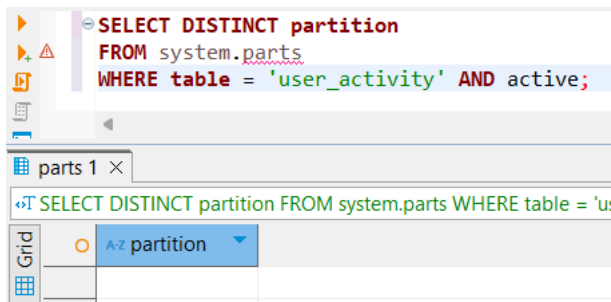 SELECT DISTINCT partition
FROM system.parts
WHERE table = 'user_activity' AND active;
parts 1
SELECT DISTINCT partition FROM system.parts WHERE table = 'us
Grid
A-Z partition